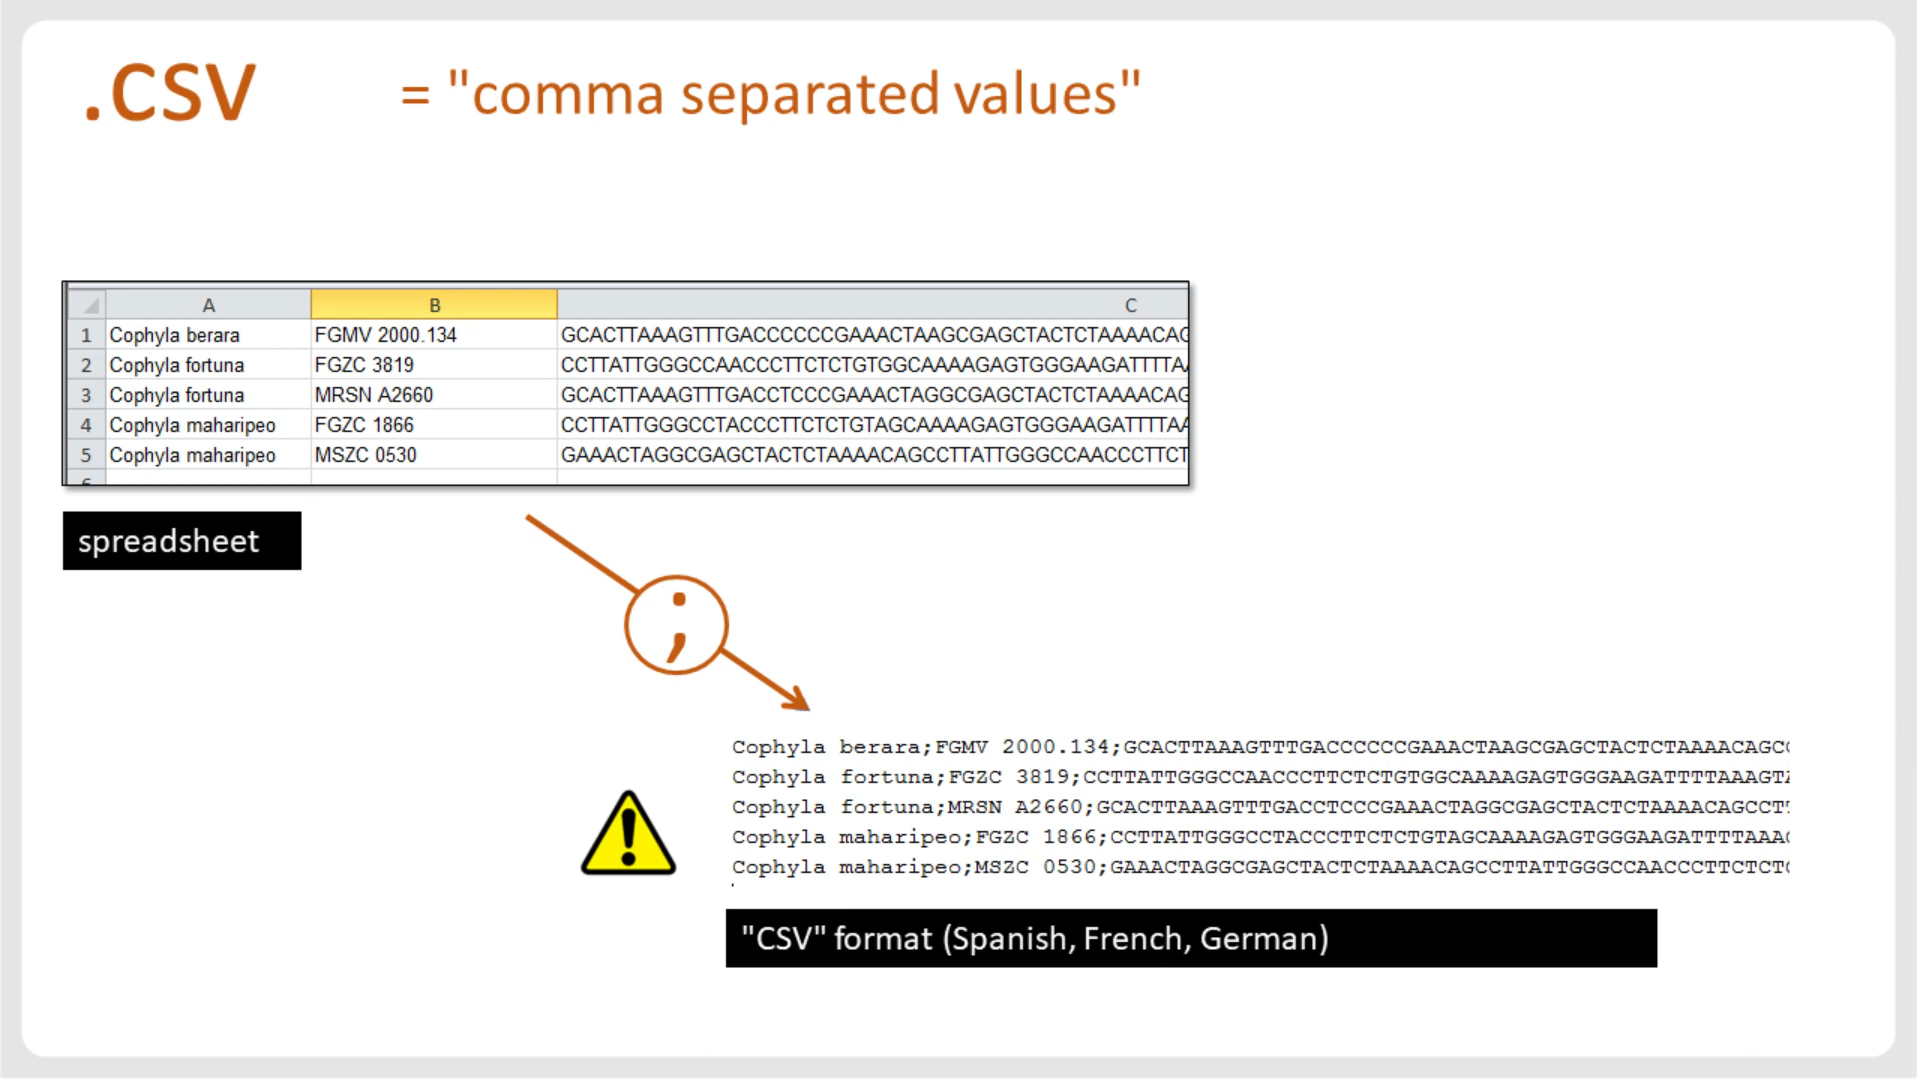 .CSV = "comma separated values"
A B C
1 Cophyla berara FGMV 2000.134 GCACTTAAAGTTTGACCCCCCGAAACTAAGCGAGCTACTCTAAAACAG
2 Cophyla fortuna FGZC 3819 CCTTATTGGGCCAACCCTTCTCTGTGGCAAAAGAGTGGGAAGATTTTAA
3 Cophyla fortuna MRSN A2660 GCACTTAAAGTTTGACCTCCCGAAACTAGGCGAGCTACTCTAAAACAG
4 Cophyla maharipeo FGZC 1866 CCTTATTGGGCCTACCCTTCTCTGTAGCAAAAGAGTGGGAAGATTTTAA
5 Cophyla maharipeo MSZC 0530 GAAACTAGGCGAGCTACTCTAAAACAGCCTTATTGGGCCAACCCTTCT
spreadsheet
;
Cophyla berara;FGMV 2000.134;GCACTTAAAGTTTGACCCCCCGAAACTAAGCGAGCTACTCTAAAACAGC
Cophyla fortuna;FGZC 3819;CCTTATTGGGCCAACCCTTCTCTGTGGCAAAAGAGTGGGAAGATTTTAAAGT
Cophyla fortuna;MRSN A2660;GCACTTAAAGTTTGACCTCCCGAAACTAGGCGAGCTACTCTAAAACAGCCT
Cophyla maharipeo;FGZC 1866;CCTTATTGGGCCTACCCTTCTCTGTAGCAAAAGAGTGGGAAGATTTTAAA
Cophyla maharipeo;MSZC 0530;GAAACTAGGCGAGCTACTCTAAAACAGCCTTATTGGGCCAACCCTTCTCT
"CSV" format (Spanish, French, German)